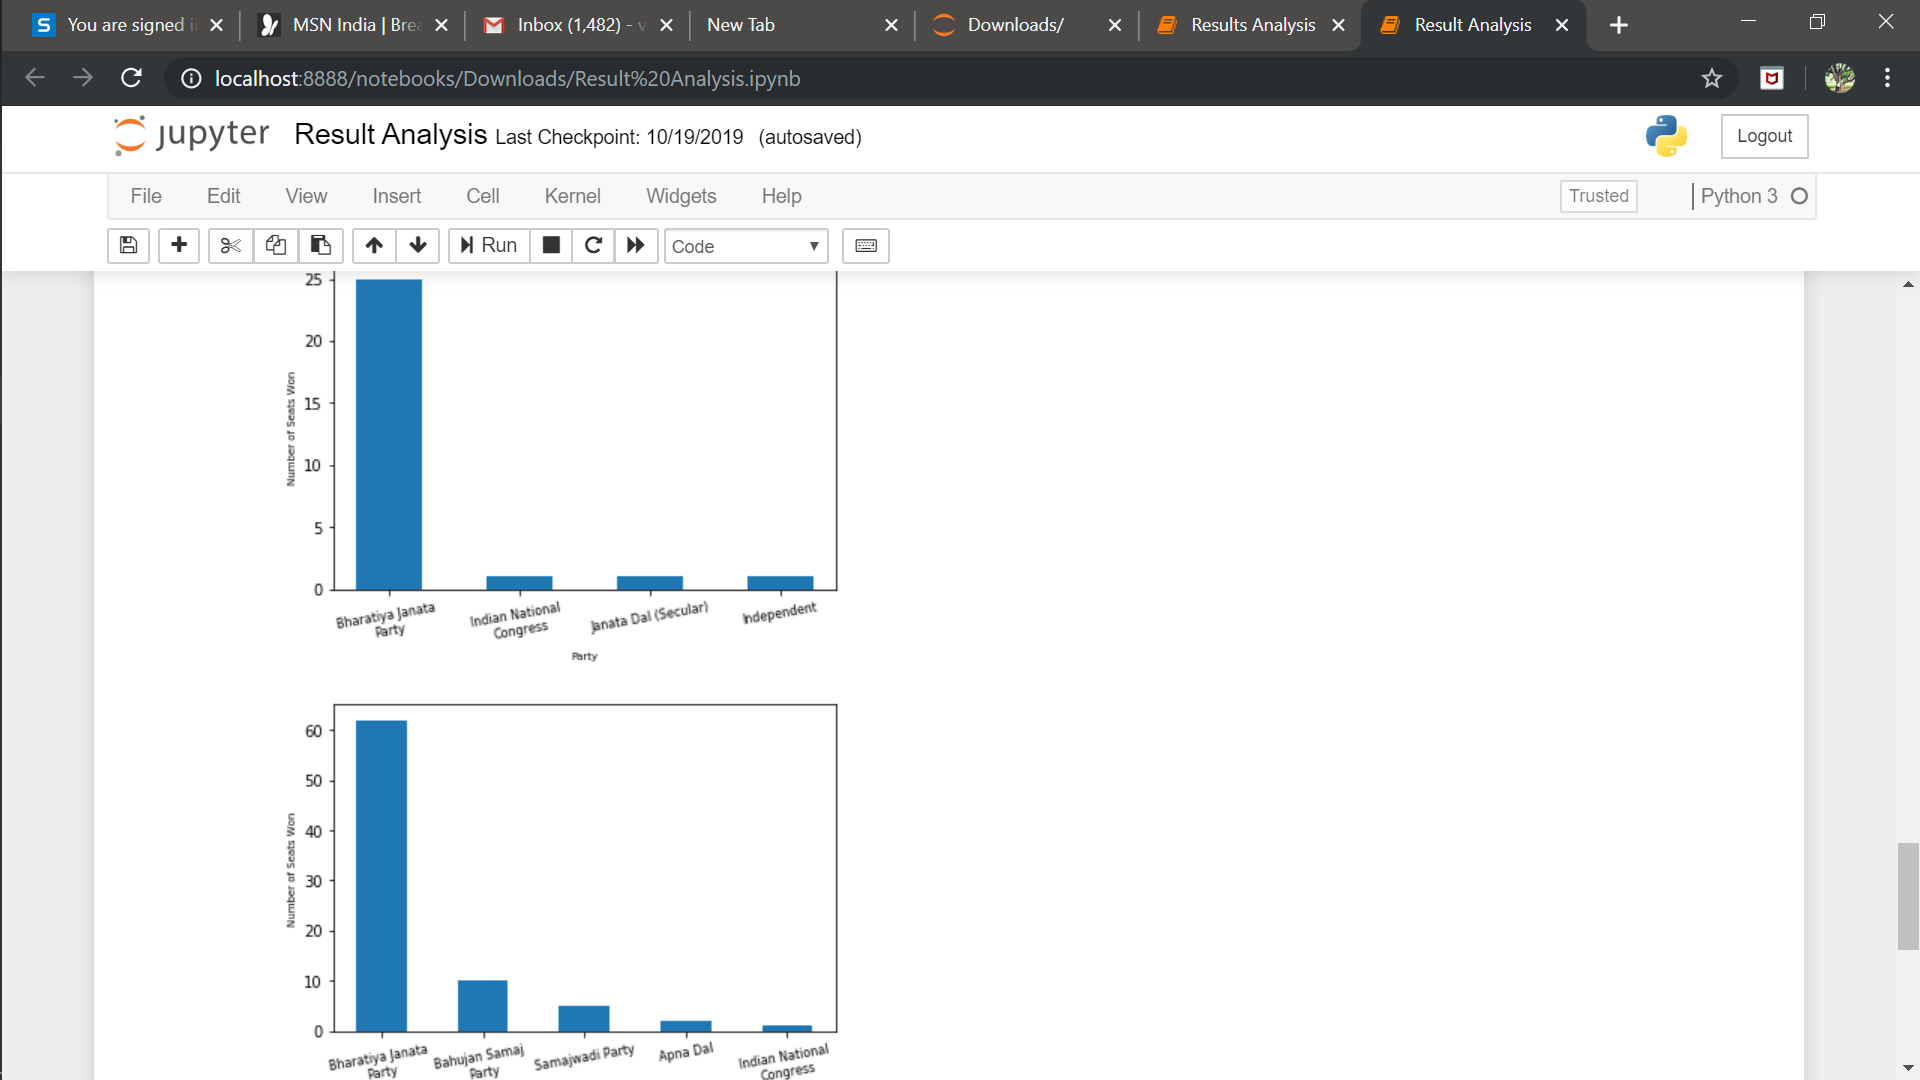 You are signed i
MSN India | Brea
Inbox (1,482) - v
New Tab
Downloads/
Results Analysis
Result Analysis
localhost:8888/notebooks/Downloads/Result%20Analysis.ipynb
jupyter Result Analysis Last Checkpoint: 10/19/2019 (autosaved)
Logout
File Edit View Insert Cell Kernel Widgets Help
Trusted
Python 3
Run
Code
25
20
15
10
5
0
Number of Seats Won
Bharatiya Janata
Party
Indian National
Congress
Janata Dal (Secular)
Independent
Party
60
50
40
30
20
10
0
Number of Seats Won
Bharatiya Janata
Party
Bahujan Samaj
Party
Samajwadi Party
Apna Dal
Indian National
Congress